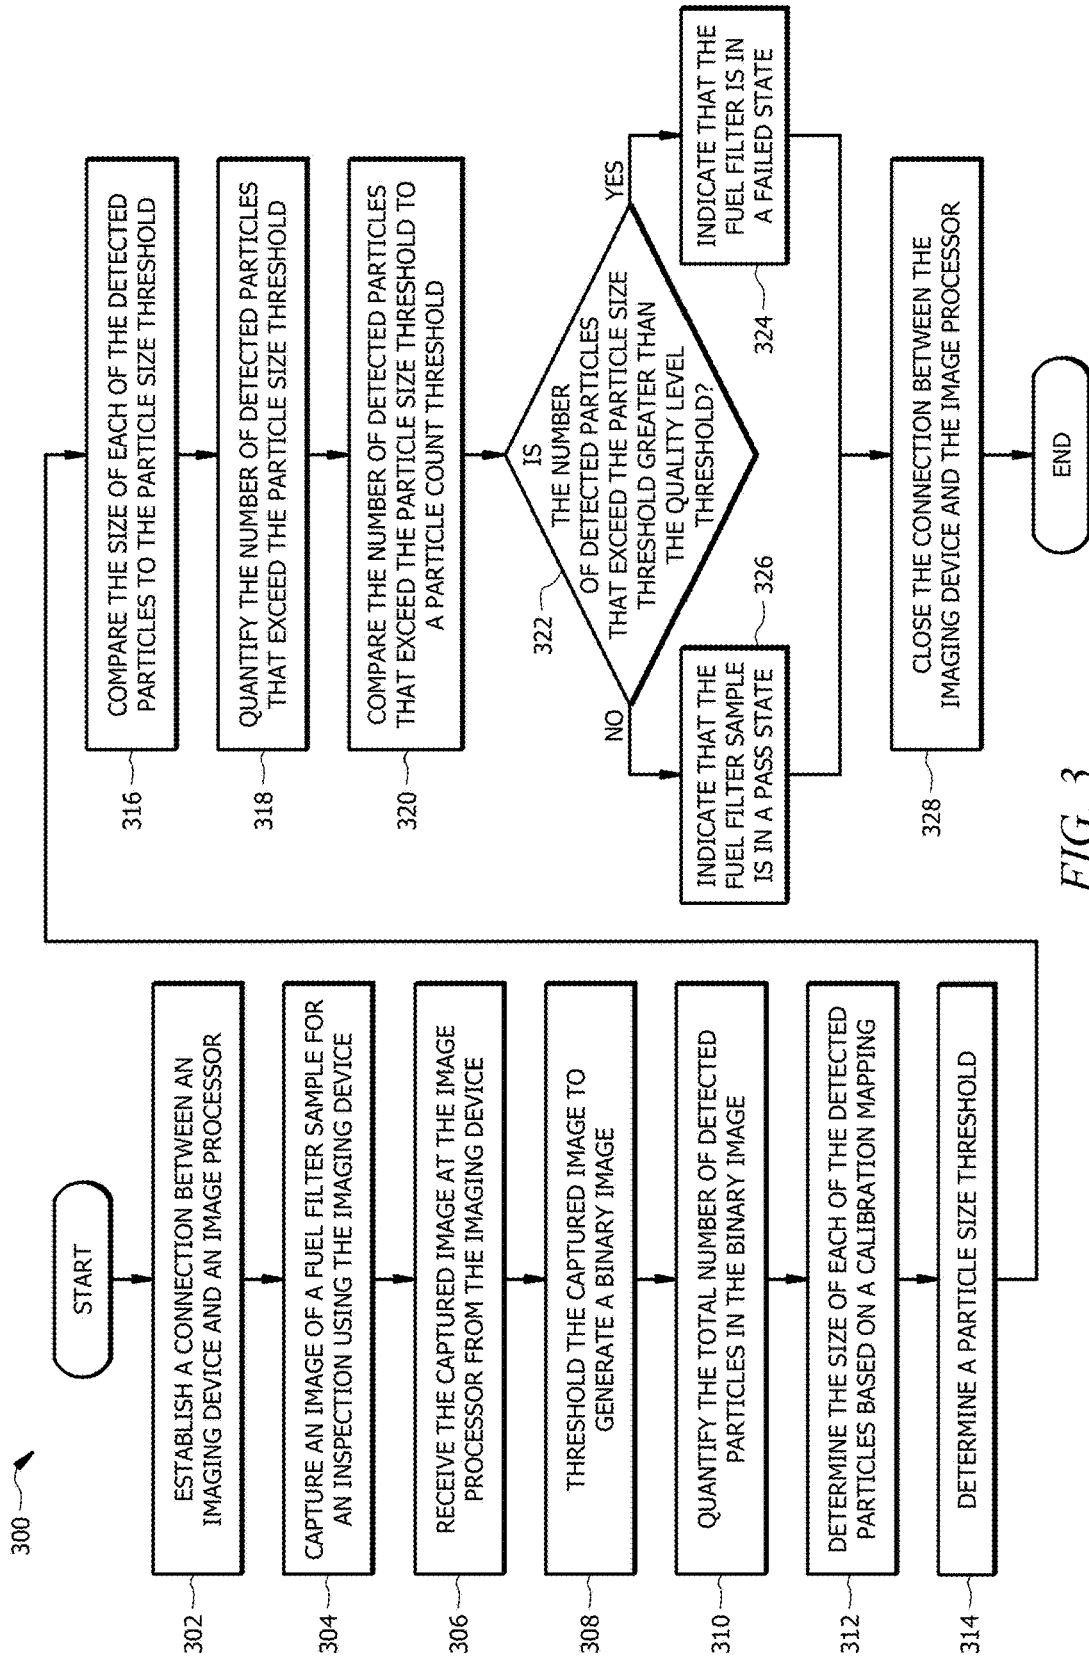 300
START
302
ESTABLISH A CONNECTION BETWEEN AN
IMAGING DEVICE AND AN IMAGE PROCESSOR
304
CAPTURE AN IMAGE OF A FUEL FILTER SAMPLE FOR
AN INSPECTION USING THE IMAGING DEVICE
306
RECEIVE THE CAPTURED IMAGE AT THE IMAGE
PROCESSOR FROM THE IMAGING DEVICE
308
THRESHOLD THE CAPTURED IMAGE TO
GENERATE A BINARY IMAGE
310
QUANTIFY THE TOTAL NUMBER OF DETECTED
PARTICLES IN THE BINARY IMAGE
312
DETERMINE THE SIZE OF EACH OF THE DETECTED
PARTICLES BASED ON A CALIBRATION MAPPING
314
DETERMINE A PARTICLE SIZE THRESHOLD
316
COMPARE THE SIZE OF EACH OF THE DETECTED
PARTICLES TO THE PARTICLE SIZE THRESHOLD
318
QUANTIFY THE NUMBER OF DETECTED PARTICLES
THAT EXCEED THE PARTICLE SIZE THRESHOLD
320
COMPARE THE NUMBER OF DETECTED PARTICLES
THAT EXCEED THE PARTICLE SIZE THRESHOLD TO
A PARTICLE COUNT THRESHOLD
322
IS
THE NUMBER
OF DETECTED PARTICLES
THAT EXCEED THE PARTICLE SIZE
THRESHOLD GREATER THAN
THE QUALITY LEVEL
THRESHOLD?
NO
YES
INDICATE THAT THE
FUEL FILTER SAMPLE
IS IN A PASS STATE
326
324
INDICATE THAT THE
FUEL FILTER IS IN
A FAILED STATE
328
CLOSE THE CONNECTION BETWEEN THE
IMAGING DEVICE AND THE IMAGE PROCESSOR
END
FIG. 3